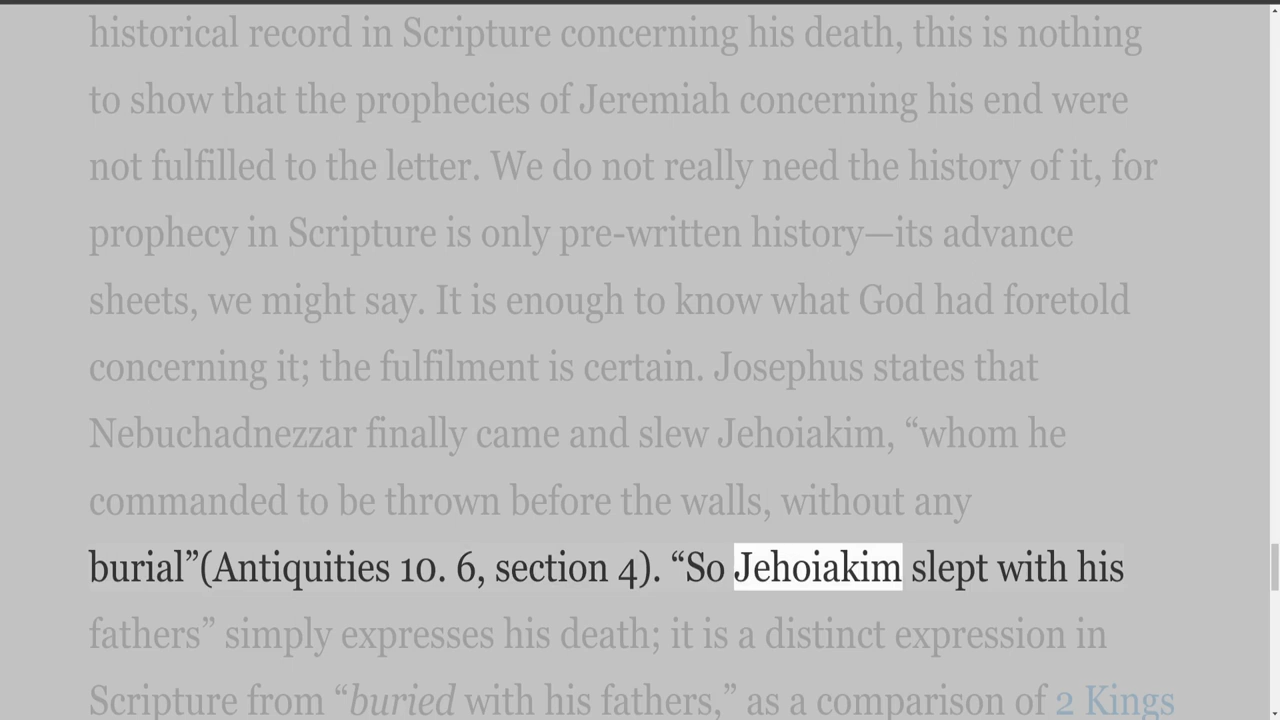 historical record in Scripture concerning his death, this is nothing
to show that the prophecies of Jeremiah concerning his end were
not fulfilled to the letter. We do not really need the history of it, for
prophecy in Scripture is only pre-written history—its advance
sheets, we might say. It is enough to know what God had foretold
concerning it; the fulfilment is certain. Josephus states that
Nebuchadnezzar finally came and slew Jehoiakim, “whom he
commanded to be thrown before the walls, without any
burial”(Antiquities 10. 6, section 4). “So Jehoiakim slept with his
fathers” simply expresses his death; it is a distinct expression in
Scripture from “buried with his fathers,” as a comparison of 2 Kings